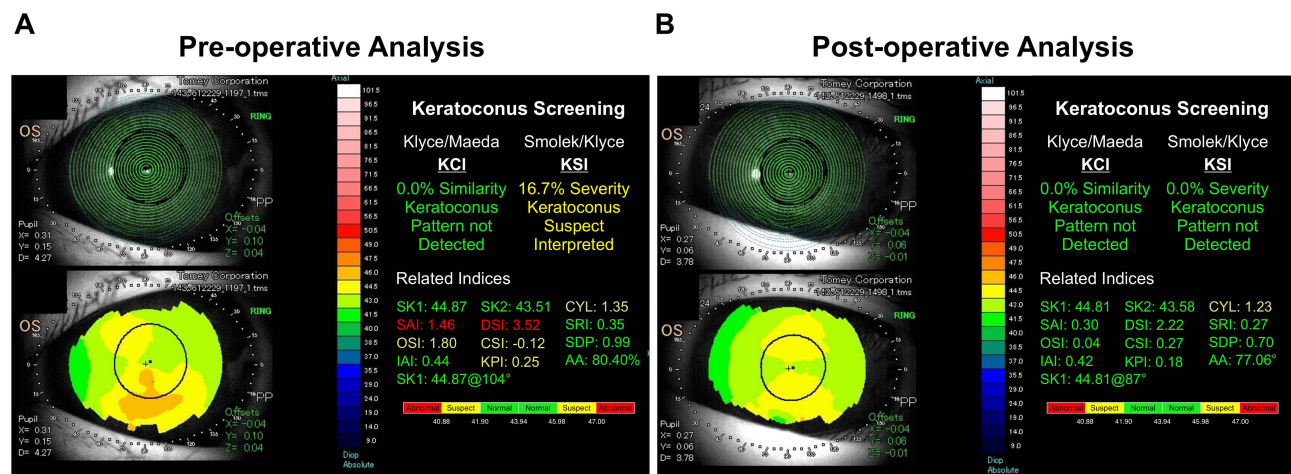 A
Pre-operative Analysis
Tomey Corporation
OS
RING
PP
Pupil
X= 0.31
Y= 0.15
D= 4.27
Offsets
X= -0.04
Y= 0.10
Z= 0.04
Tomey Corporation
OS
RING
PP
Pupil
X= 0.31
Y= 0.15
D= 4.27
Offsets
X= -0.04
Y= 0.10
Z= 0.04
Axial
101.5
96.5
91.5
86.5
81.5
76.5
71.5
66.5
61.5
56.5
50.5
49.0
47.5
46.0
44.5
43.0
41.5
40.0
38.5
37.0
35.5
30.5
24.0
19.0
14.0
9.0
Diop
Absolute
Keratoconus Screening
Klyce/Maeda Smolek/Klyce
KCI KSI
0.0% Similarity 16.7% Severity
Keratoconus Keratoconus
Pattern not Suspect
Detected Interpreted
Related Indices
SK1: 44.87 SK2: 43.51 CYL: 1.35
SAI: 1.46 DSI: 3.52 SRI: 0.35
OSI: 1.80 CSI: -0.12 SDP: 0.99
IAI: 0.44 KPI: 0.25 AA: 80.40%
SK1: 44.87@104°
Abnormal Suspect Normal Normal Suspect Abnormal
40.88 41.90 43.94 45.98 47.00
B
Post-operative Analysis
Tomey Corporation
OS
RING
PP
Pupil
X= 0.27
Y= 0.06
D= 3.78
Offsets
X= -0.04
Y= 0.06
Z= -0.01
Tomey Corporation
OS
RING
PP
Pupil
X= 0.27
Y= 0.06
D= 3.78
Offsets
X= -0.04
Y= 0.06
Z= -0.01
Axial
101.5
96.5
91.5
86.5
81.5
76.5
71.5
66.5
61.5
56.5
50.5
49.0
47.5
46.0
44.5
43.0
41.5
40.0
38.5
37.0
35.5
30.5
24.0
19.0
14.0
9.0
Diop
Absolute
Keratoconus Screening
Klyce/Maeda Smolek/Klyce
KCI KSI
0.0% Similarity 0.0% Severity
Keratoconus Keratoconus
Pattern not Pattern not
Detected Detected
Related Indices
SK1: 44.81 SK2: 43.58 CYL: 1.23
SAI: 0.30 DSI: 2.22 SRI: 0.27
OSI: 0.04 CSI: 0.27 SDP: 0.70
IAI: 0.42 KPI: 0.18 AA: 77.06°
SK1: 44.81@87°
Abnormal Suspect Normal Normal Suspect Abnormal
40.88 41.90 43.94 45.98 47.00